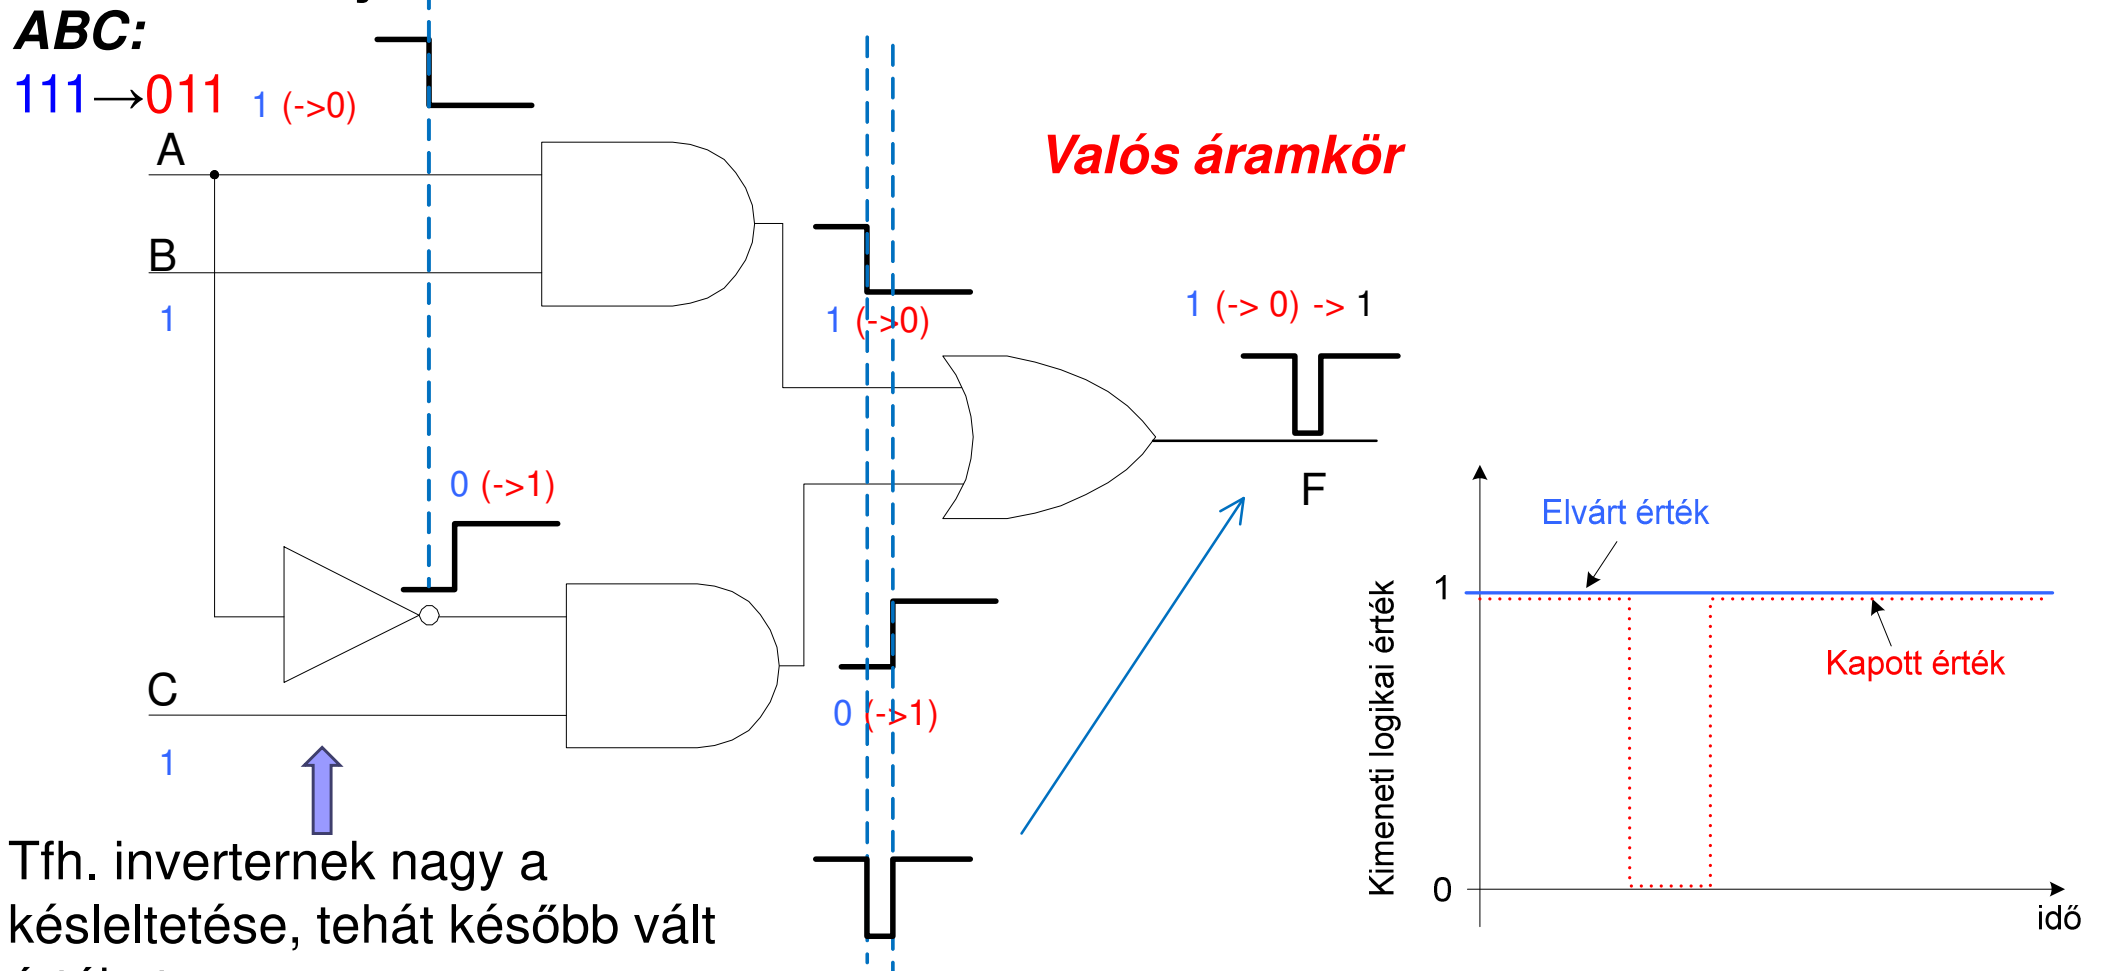 ABC:
111→011
1 (->0)
A
Valós áramkör
B
1
1 (->0)
1 (-> 0) -> 1
0 (->1)
F
Elvárt érték
1
Kapott érték
Kimeneti logikai érték
C
0 (->1)
1
0
idő
Tfh. inverternek nagy a
késleltetése, tehát később vált